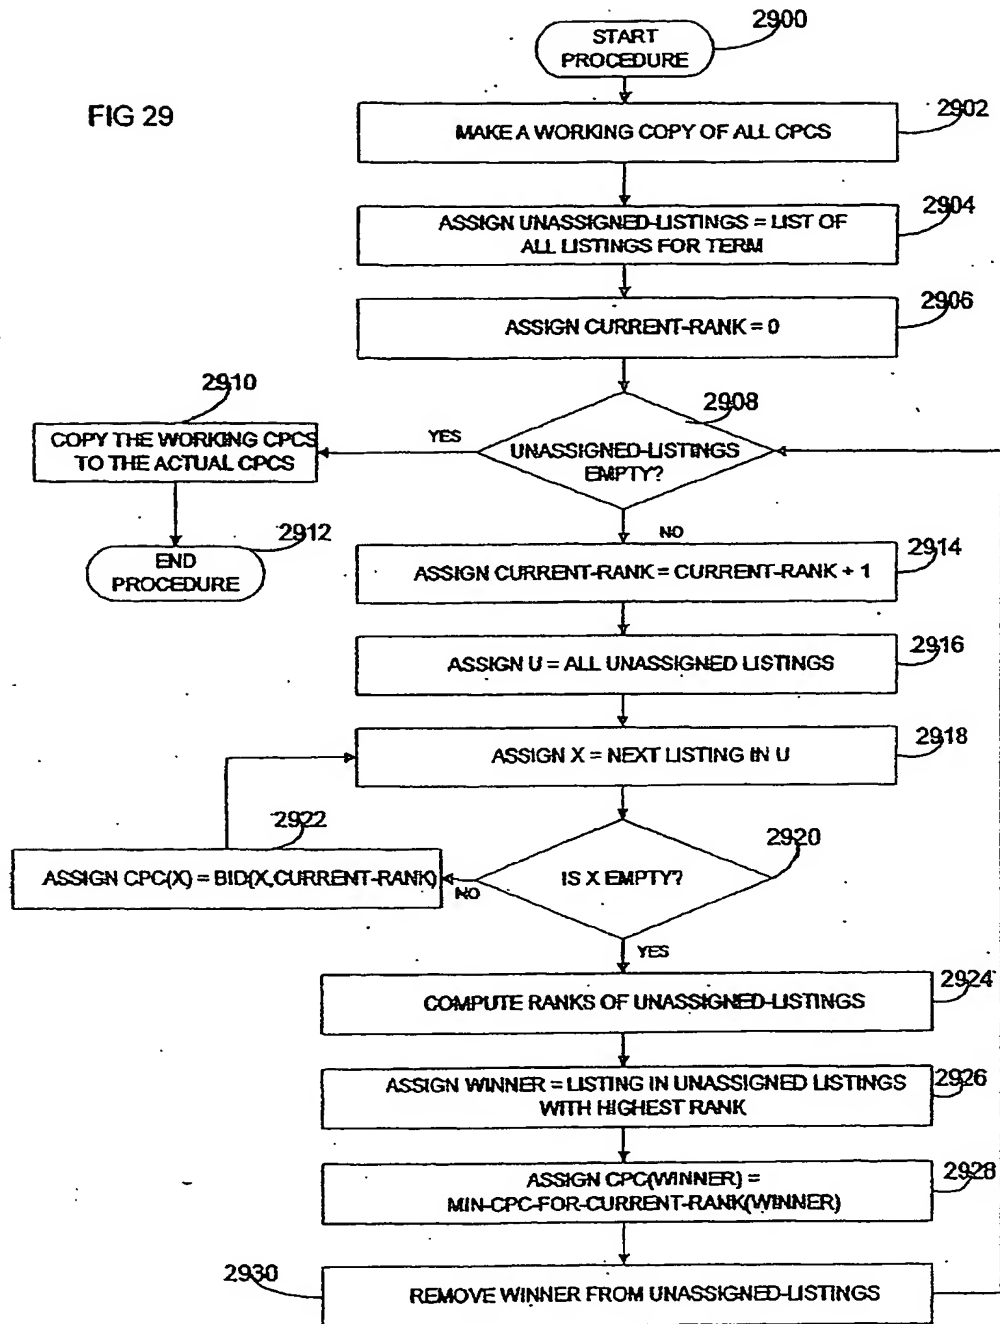 FIG 29
START
PROCEDURE
2900
MAKE A WORKING COPY OF ALL CPCS
2902
ASSIGN UNASSIGNED-LISTINGS = LIST OF
ALL LISTINGS FOR TERM
2904
ASSIGN CURRENT-RANK = 0
2906
2908
UNASSIGNED-LISTINGS
EMPTY?
YES
2910
COPY THE WORKING CPCS
TO THE ACTUAL CPCS
2912
END
PROCEDURE
NO
ASSIGN CURRENT-RANK = CURRENT-RANK + 1
2914
ASSIGN U = ALL UNASSIGNED LISTINGS
2916
ASSIGN X = NEXT LISTING IN U
2918
2920
IS X EMPTY?
NO
2922
ASSIGN CPC(X) = BID(X,CURRENT-RANK)
YES
COMPUTE RANKS OF UNASSIGNED-LISTINGS
2924
ASSIGN WINNER = LISTING IN UNASSIGNED LISTINGS
WITH HIGHEST RANK
2926
ASSIGN CPC(WINNER) =
MIN-CPC-FOR-CURRENT-RANK(WINNER)
2928
2930
REMOVE WINNER FROM UNASSIGNED-LISTINGS